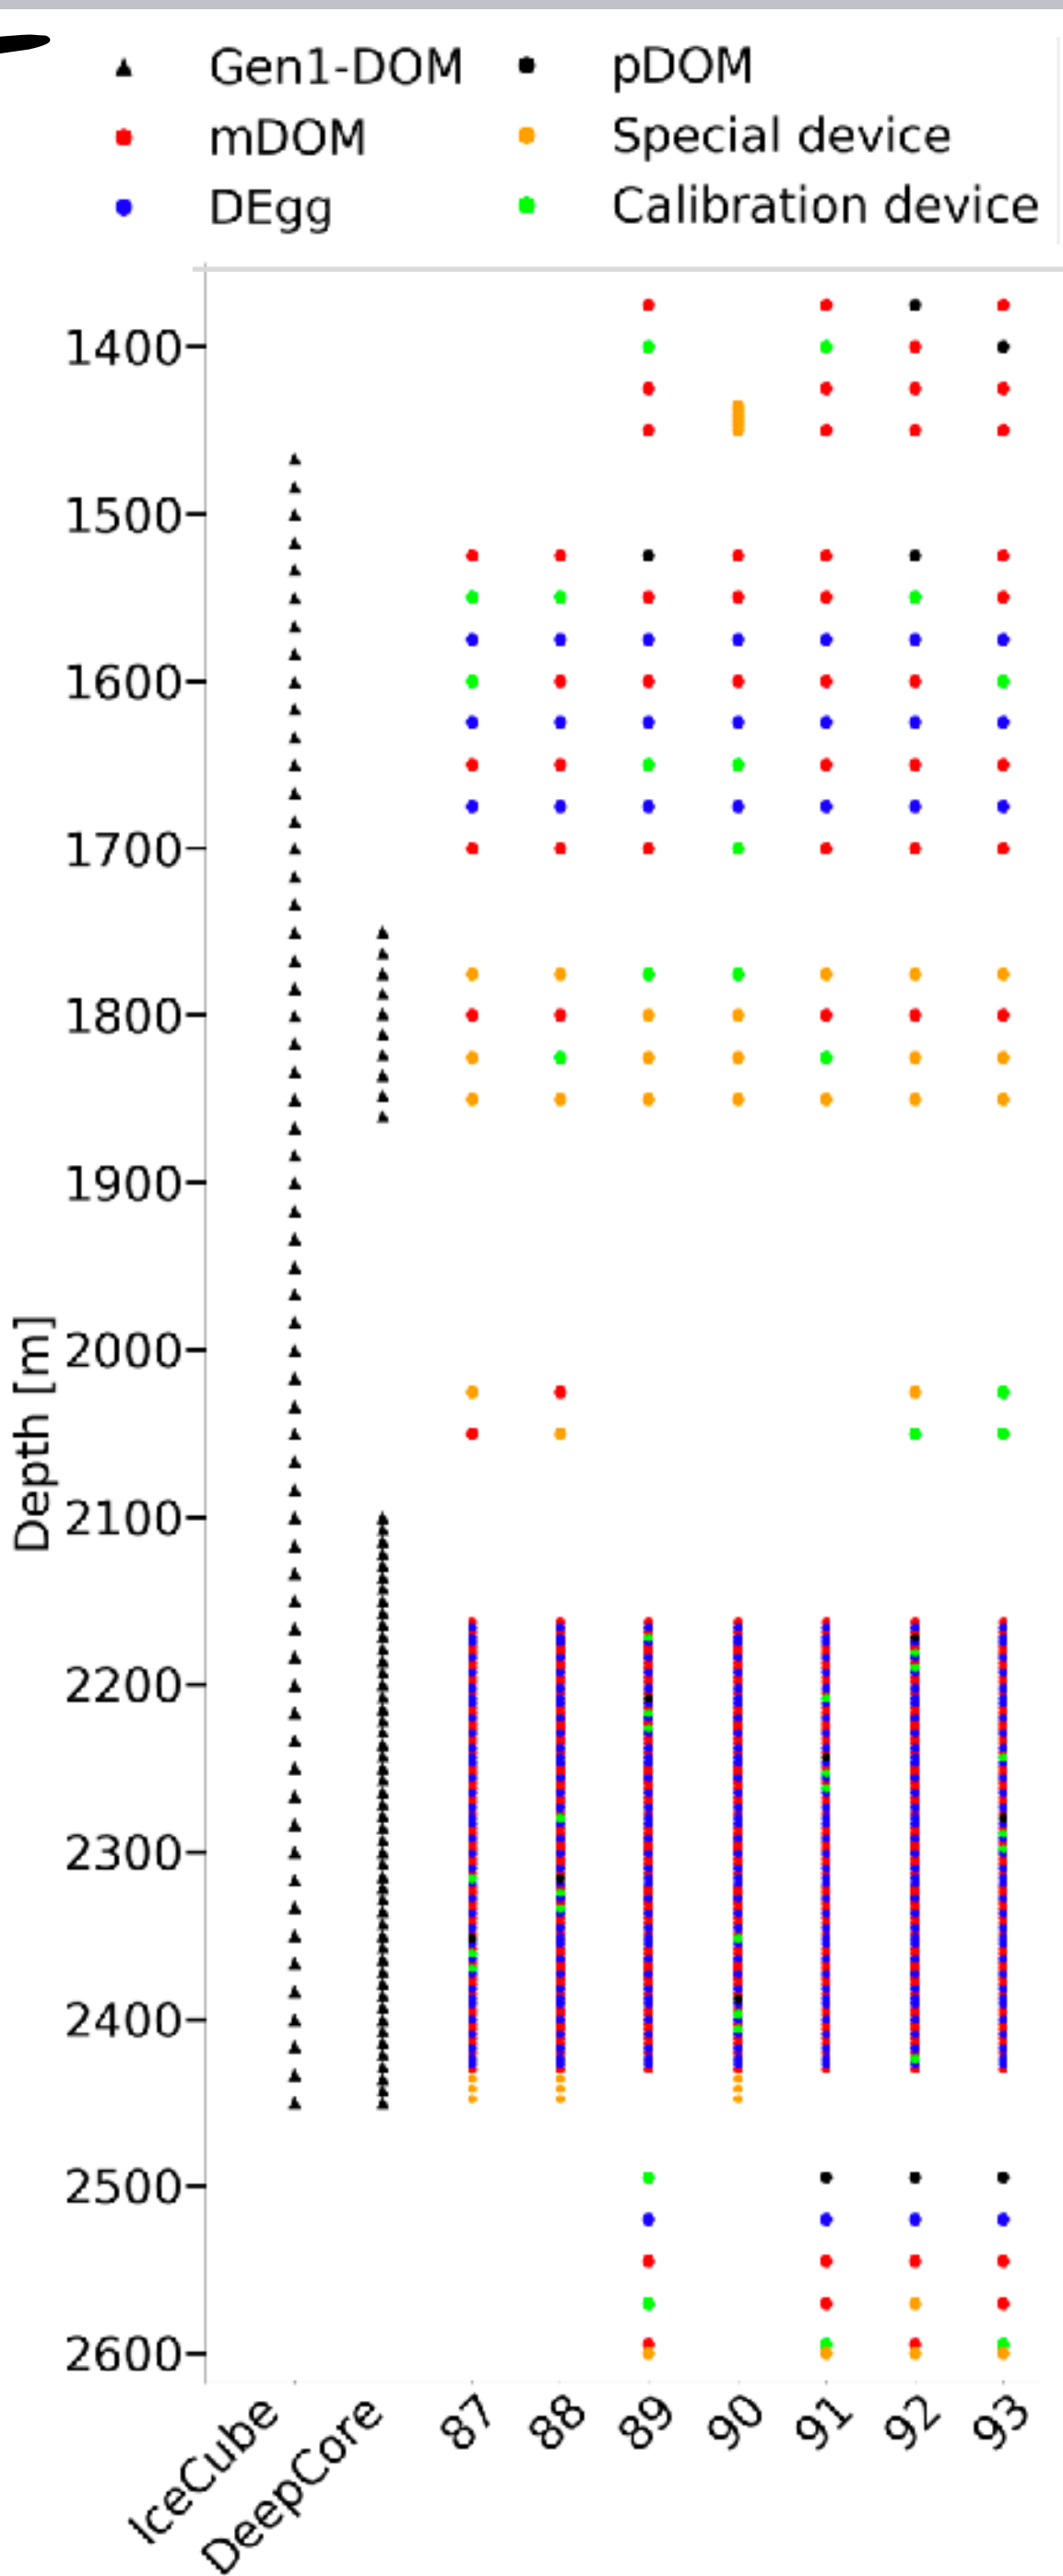 Gen1-DOM pDOM
mDOM Special device
DEgg Calibration device
1400
1500
1600
1700
1800
1900
2000
2100
2200
2300
2400
2500
2600
Depth [m]
IceCube DeepCore 87 88 89 90 91 92 93